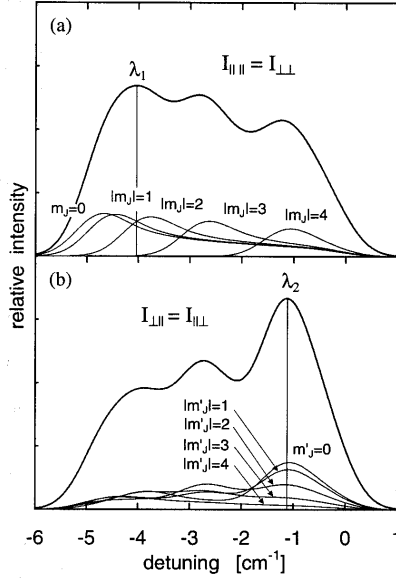 (a)
λ₁
I∥∥ = I⊥⊥
mJ=0
|mJ|=1
|mJ|=2
|mJ|=3
|mJ|=4
relative intensity
(b)
λ₂
I⊥∥ = I∥⊥
|m'J|=1
|m'J|=2
|m'J|=3
|m'J|=4
m'J=0
-6 -5 -4 -3 -2 -1 0
detuning [cm⁻¹]